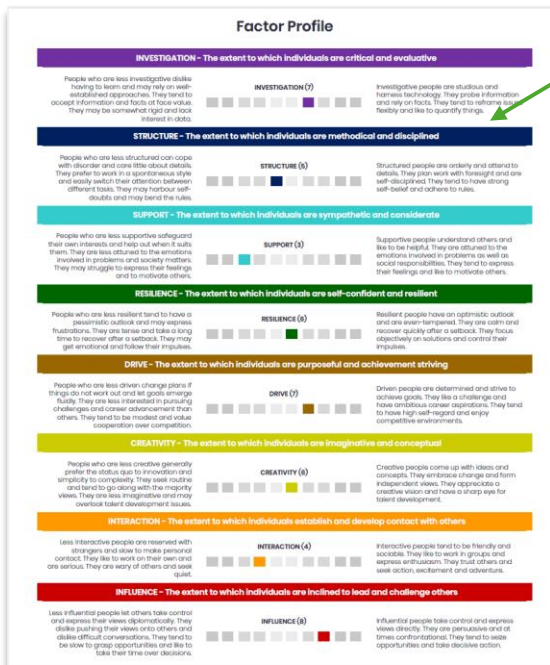 Factor Profile
INVESTIGATION - The extent to which individuals are critical and evaluative
People who are less investigative dislike
having to learn and may rely on well-
established approaches. They tend to
accept information and facts at face value.
They may be somewhat rigid and lack
interest in data.
INVESTIGATION (7)
Investigative people are studious and
harness technology. They probe information
and rely on facts. They tend to reframe issues
flexibly and like to quantify things.
STRUCTURE - The extent to which individuals are methodical and disciplined
People who are less structured can cope
with disorder and care little about details.
They prefer to work in a spontaneous style
and easily switch their attention between
different tasks. They may harbour self-
doubts and may bend the rules.
STRUCTURE (5)
Structured people are orderly and attend to
details. They plan work with foresight and are
self-disciplined. They tend to have strong
self-belief and adhere to rules.
SUPPORT - The extent to which individuals are sympathetic and considerate
People who are less supportive safeguard
their own interests and help out when it suits
them. They are less attuned to the emotions
involved in problems and society matters.
They may struggle to express their feelings
and to motivate others.
SUPPORT (3)
Supportive people understand others and
like to be helpful. They are attuned to the
emotions involved in problems as well as
social responsibilities. They tend to express
their feelings and like to motivate others.
RESILIENCE - The extent to which individuals are self-confident and resilient
People who are less resilient tend to have a
pessimistic outlook and may express
frustrations. They are tense and take a long
time to recover after a setback. They may
get emotional and follow their impulses.
RESILIENCE (6)
Resilient people have an optimistic outlook
and are even-tempered. They are calm and
recover quickly after a setback. They focus
objectively on solutions and control their
impulses.
DRIVE - The extent to which individuals are purposeful and achievement striving
People who are less driven change plans if
things do not work out and let goals emerge
fluidly. They are less interested in pursuing
challenges and career advancement than
others. They tend to be modest and value
cooperation over competition.
DRIVE (7)
Driven people are determined and strive to
achieve goals. They like a challenge and
have ambitious career aspirations. They tend
to have high self-regard and enjoy
competitive environments.
CREATIVITY - The extent to which individuals are imaginative and conceptual
People who are less creative generally
prefer the status quo to innovation and
simplicity to complexity. They seek routine
and tend to go along with the majority
views. They are less imaginative and may
overlook talent development issues.
CREATIVITY (6)
Creative people come up with ideas and
concepts. They embrace change and form
independent views. They appreciate a
creative vision and have a sharp eye for
talent development.
INTERACTION - The extent to which individuals establish and develop contact with others
Less interactive people are reserved with
strangers and slow to make personal
contact. They like to work on their own and
are serious. They are wary of others and seek
quiet.
INTERACTION (4)
Interactive people tend to be friendly and
sociable. They like to work in groups and
express enthusiasm. They trust others and
seek action, excitement and adventure.
INFLUENCE - The extent to which individuals are inclined to lead and challenge others
Less influential people let others take control
and express their views diplomatically. They
dislike pushing their views onto others and
dislike difficult conversations. They tend to
be slow to grasp opportunities and like to
take their time over decisions.
INFLUENCE (8)
Influential people take control and express
views directly. They are persuasive and at
times confrontational. They tend to seize
opportunities and take decisive action.